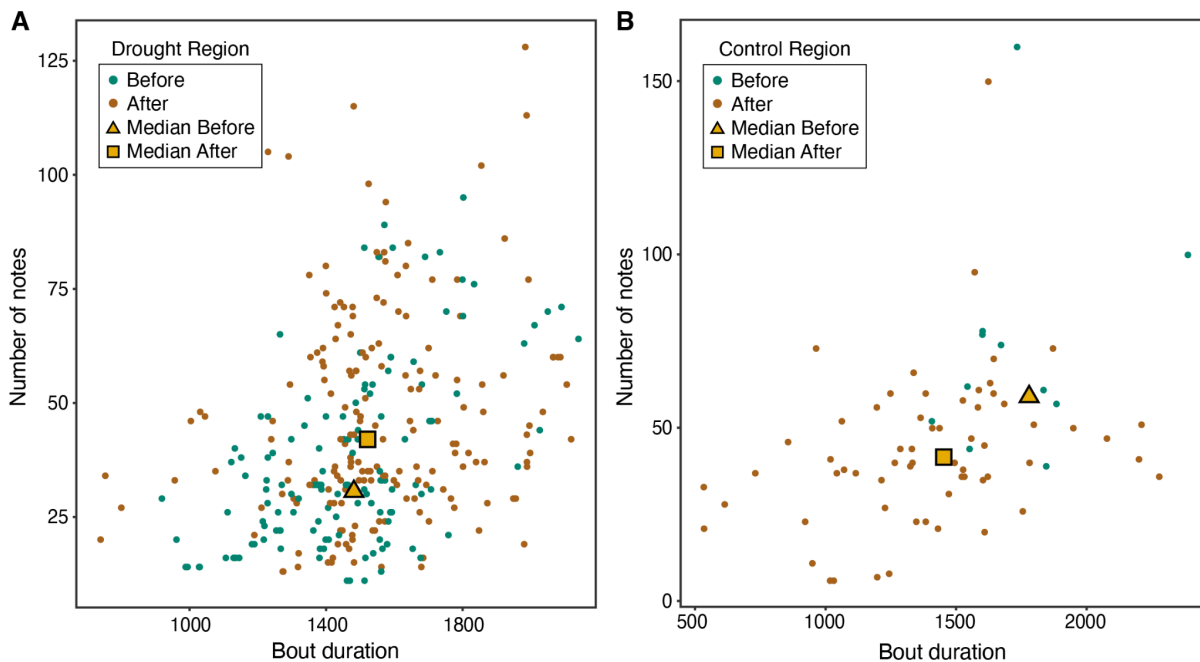 A
Drought Region
Before
After
Median Before
Median After
125
100
75
50
25
1000
1400
1800
Number of notes
Bout duration
B
Control Region
Before
After
Median Before
Median After
150
100
50
0
500
1000
1500
2000
Number of notes
Bout duration